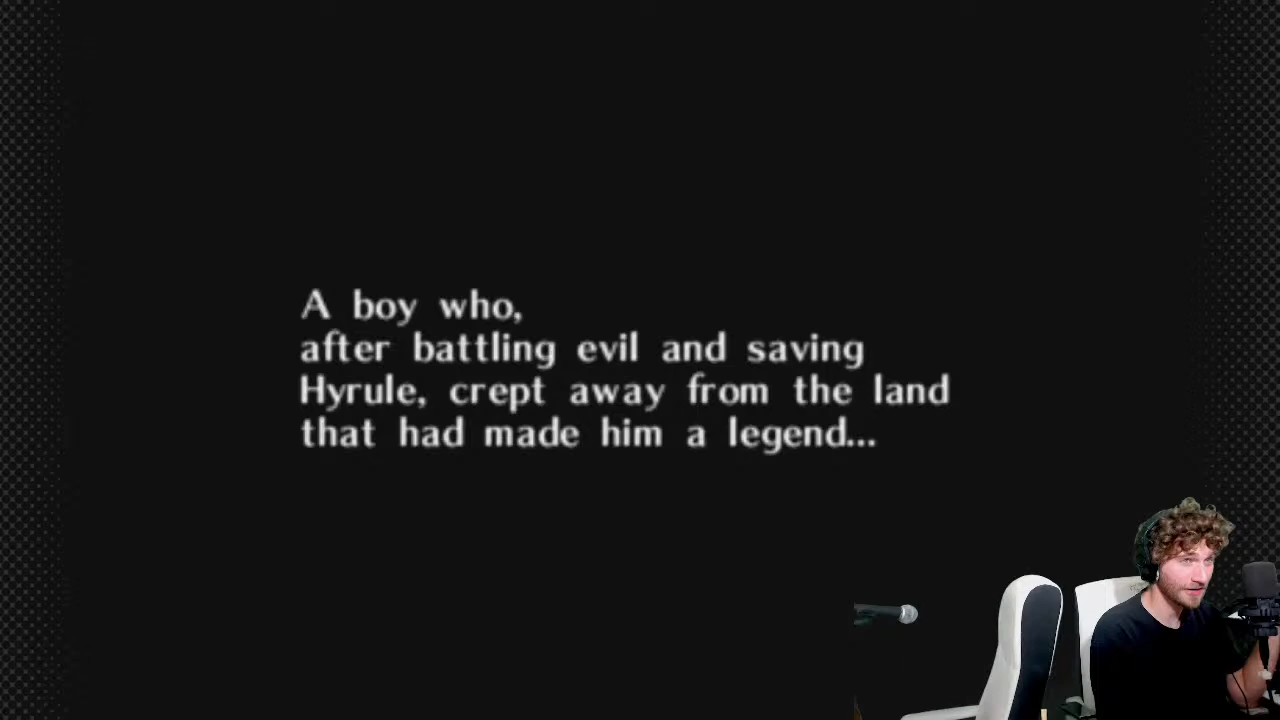 A boy who,
after battling evil and saving
Hyrule, crept away from the land
that had made him a legend...